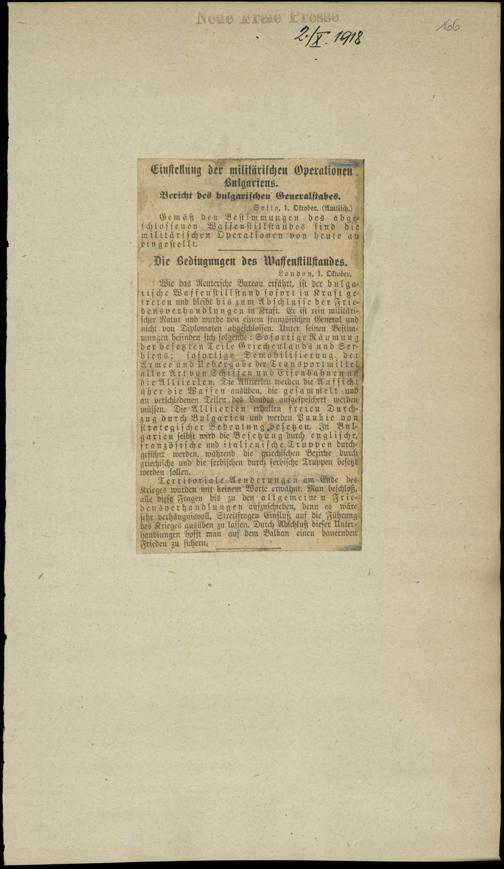 Neue Freie Presse
166
2./X. 1918
Einstellung der militärischen Operationen
Bulgariens.
Bericht des bulgarischen Generalstabes.
Sofia, 1. Oktober. (Amtlich.)
Gemäß den Bestimmungen des abge-
schlossenen Waffenstillstandes sind die
militärischen Operationen von heute an
eingestellt.
Die Bedingungen des Waffenstillstandes.
London, 1. Oktober.
Wie das Reutersche Bureau erfährt, ist der bulga-
rische Waffenstillstand sofort in Kraft ge-
treten und bleibt bis zum Abschlusse der Frie-
densverhandlungen in Kraft. Er ist rein militäri-
scher Natur und wurde von einem französischen General und
nicht von Diplomaten abgeschlossen. Unter seinen Bestim-
mungen befinden sich folgende: Sofortige Räumung
der besetzten Teile Griechenlands und Ser-
biens; sofortige Demobilisierung der
Armee und Uebergabe der Transportmittel
aller Art von Schiffen und Eisenbahnen an
die Alliierten. Die Alliierten werden die Aufsicht
über die Waffen ausüben, die gesammelt und
an verschiedenen Teilen des Landes aufgespeichert werden
müssen. Die Alliierten erhalten freien Durch-
zug durch Bulgarien und werden Punkte von
strategischer Bedeutung besetzen. In Bul-
garien selbst wird die Besetzung durch englische,
französische und italienische Truppen durch-
geführt werden, während die griechischen Bezirke durch
griechische und die serbischen durch serbische Truppen besetzt
werden sollen.
Territoriale Aenderungen am Ende des
Krieges wurden mit keinem Worte erwähnt. Man beschloß,
alle diese Fragen bis zu den allgemeinen Frie-
densverhandlungen aufzuschieben, denn es wäre
sehr verhängnisvoll, Streitfragen Einfluß auf die Führung
des Krieges ausüben zu lassen. Durch Abschluß dieser Unter-
handlungen hofft man auf dem Balkan einen dauernden
Frieden zu sichern.